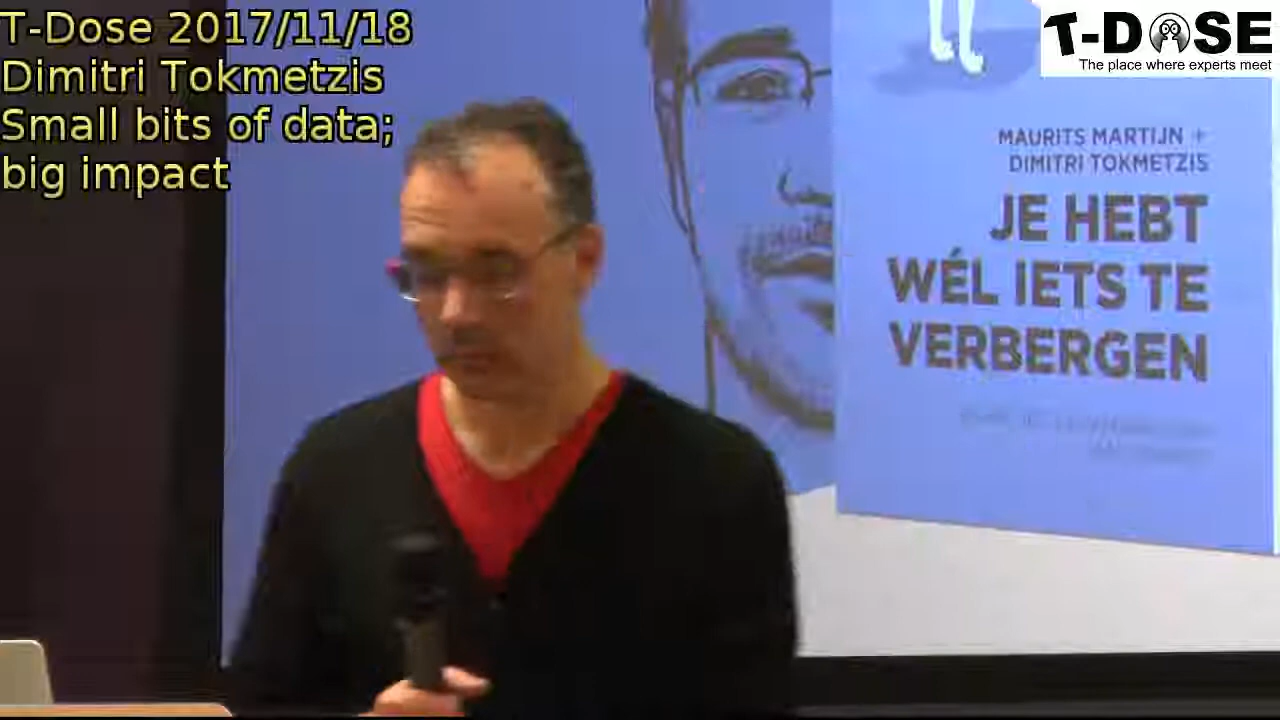 T-Dose 2017/11/18
Dimitri Tokmetzis
Small bits of data;
big impact
T-DOSE
The place where experts meet
MAURITS MARTIJN +
DIMITRI TOKMETZIS
JE HEBT
WÉL IETS TE
VERBERGEN